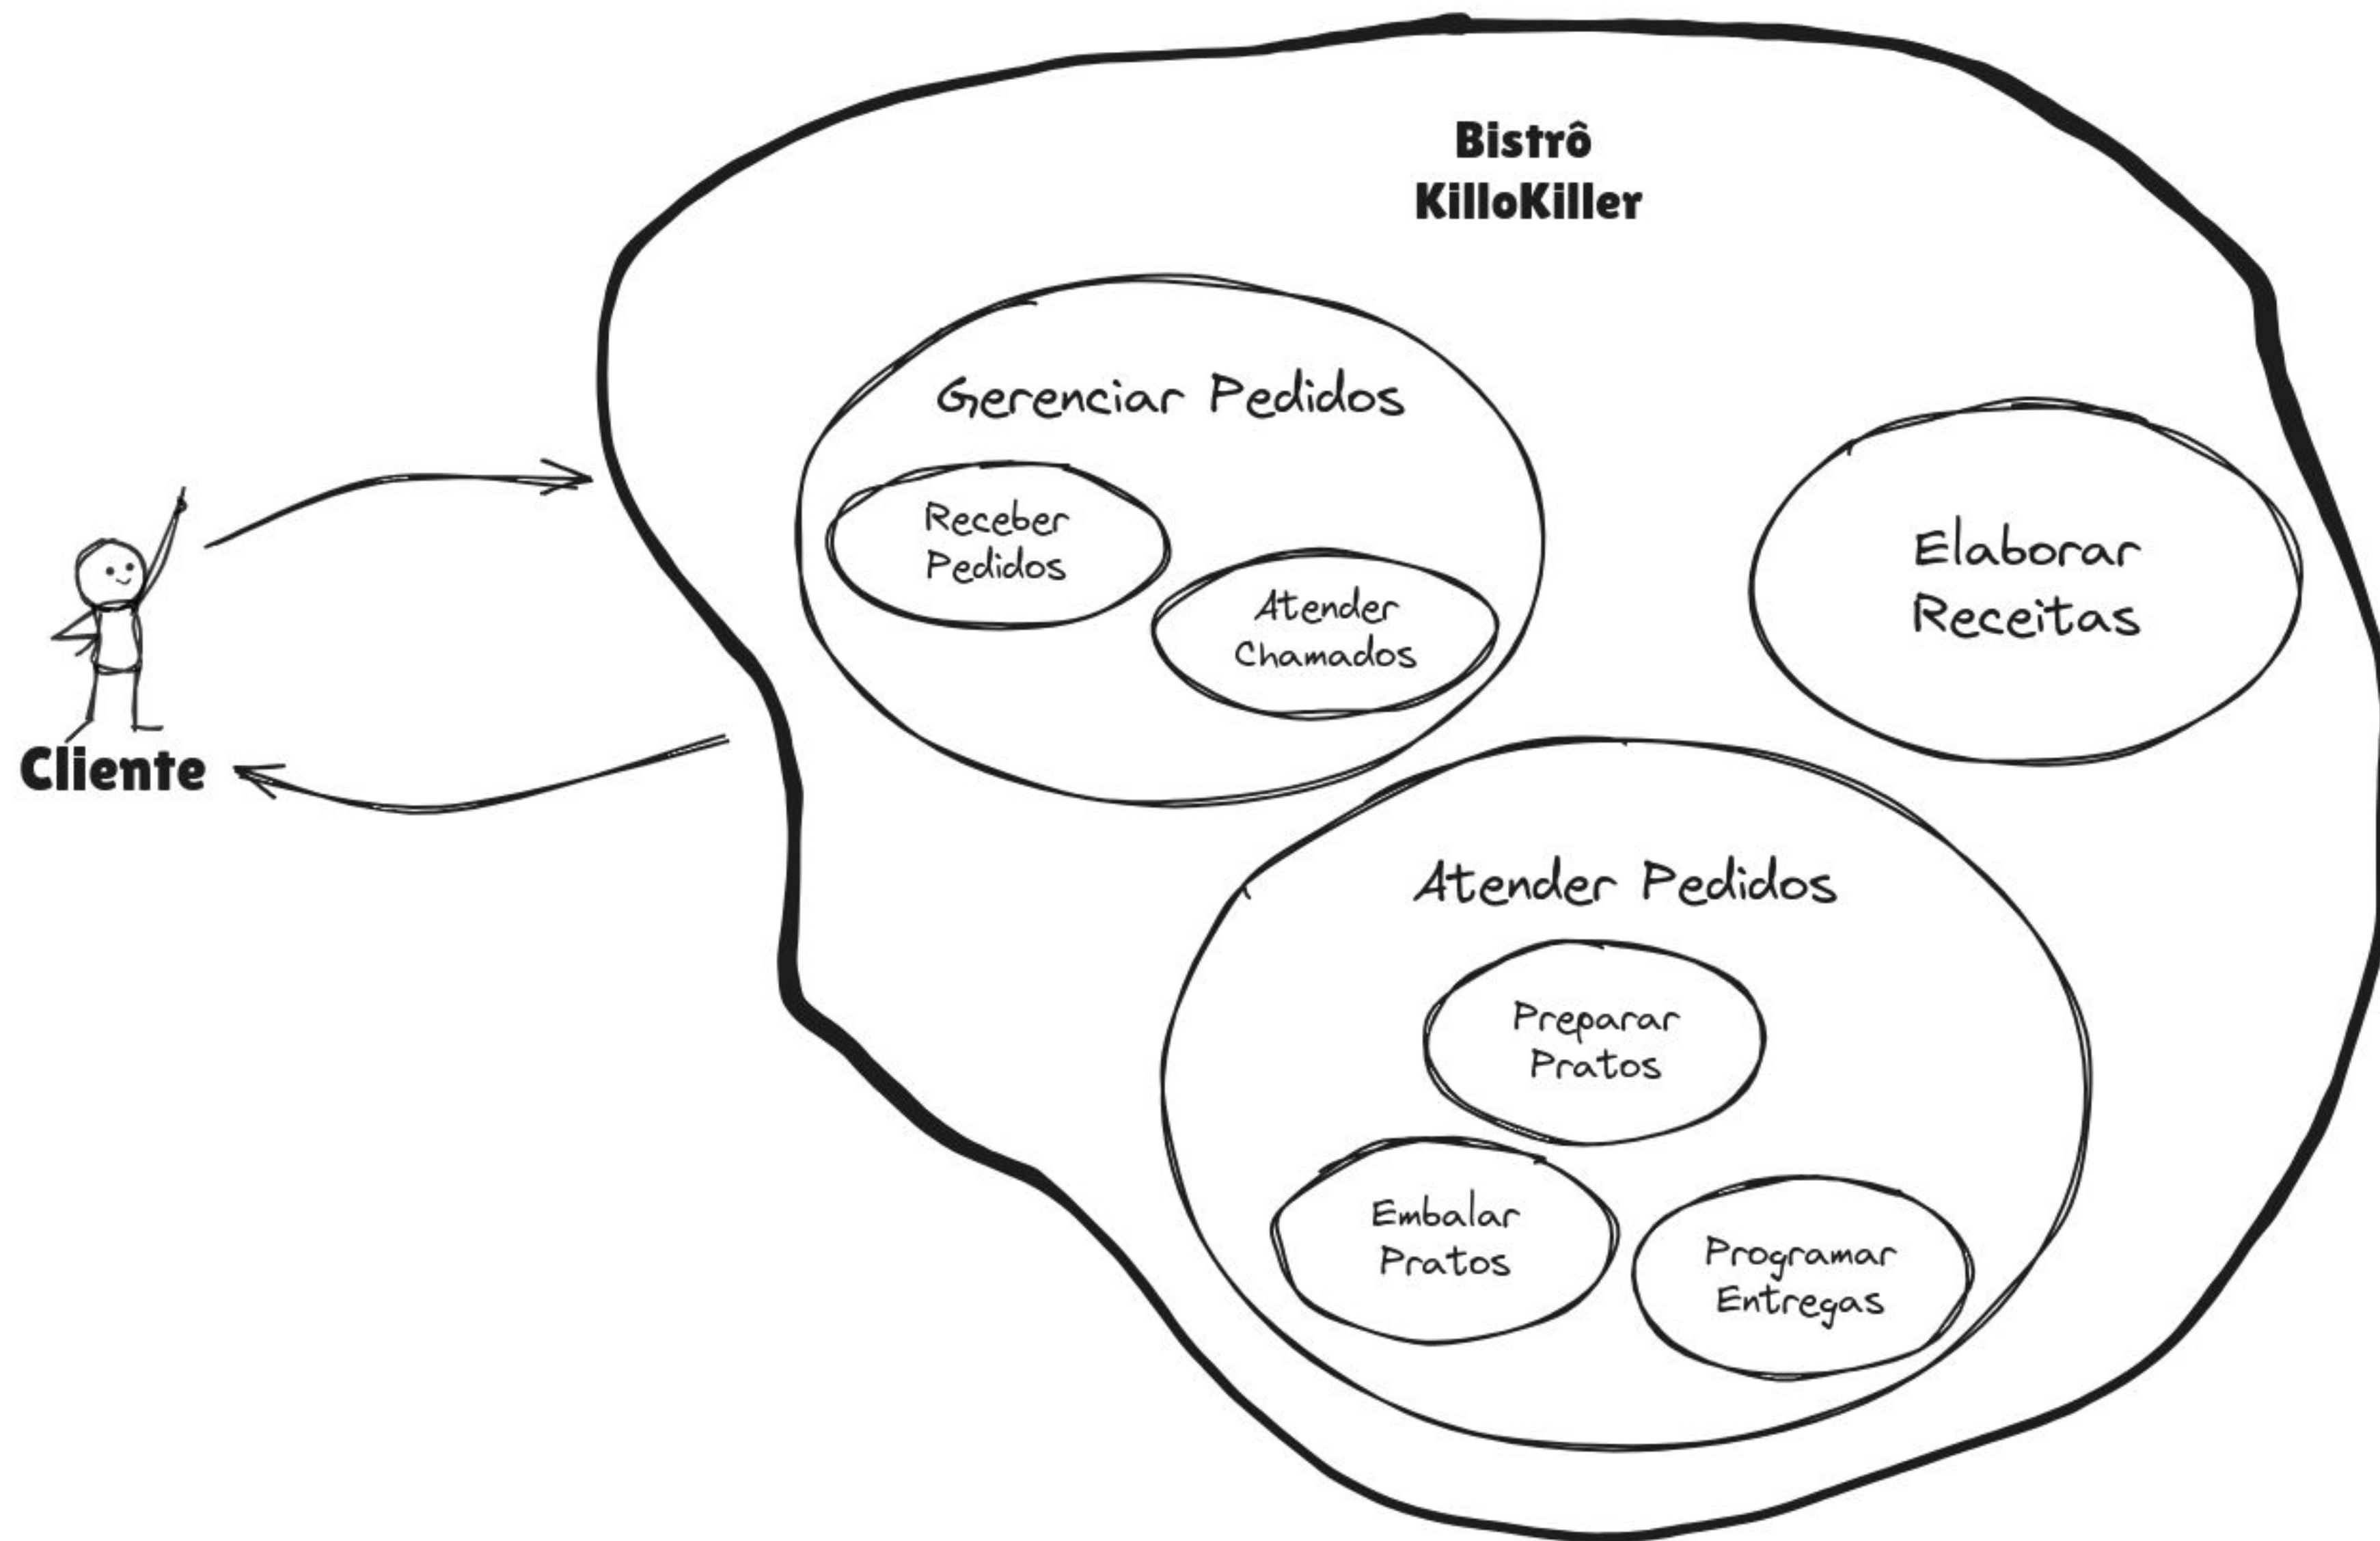 Bistrô
KilloKiller
Gerenciar Pedidos
Receber
Pedidos
Atender
Chamados
Elaborar
Receitas
Cliente
Atender Pedidos
Preparar
Pratos
Embalar
Pratos
Programar
Entregas